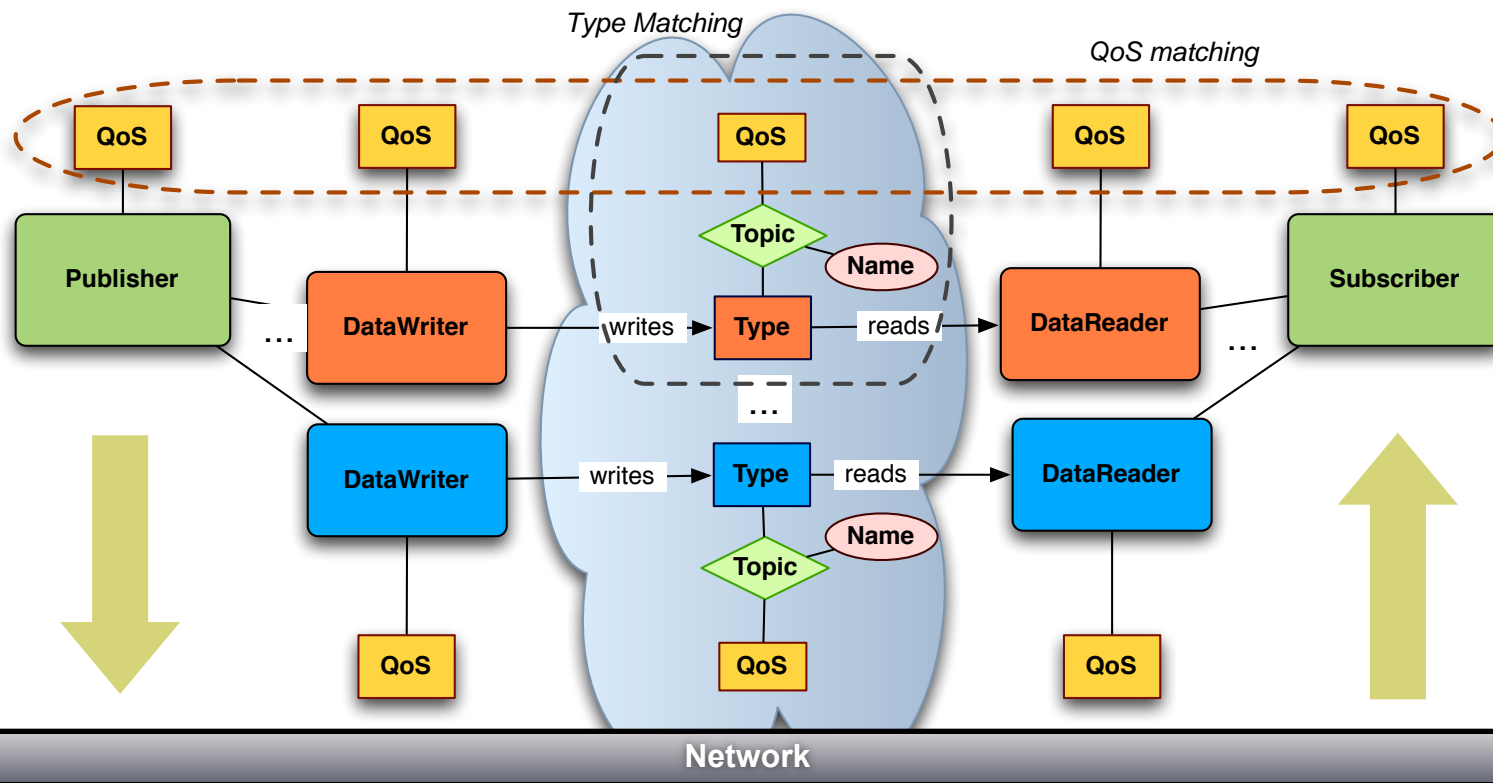 Type Matching
QoS matching
QoS
QoS
QoS
QoS
QoS
Topic
Name
Publisher
Subscriber
...
DataWriter
writes
Type
reads
DataReader
...
...
DataWriter
writes
Type
reads
DataReader
Name
Topic
QoS
QoS
QoS
Network